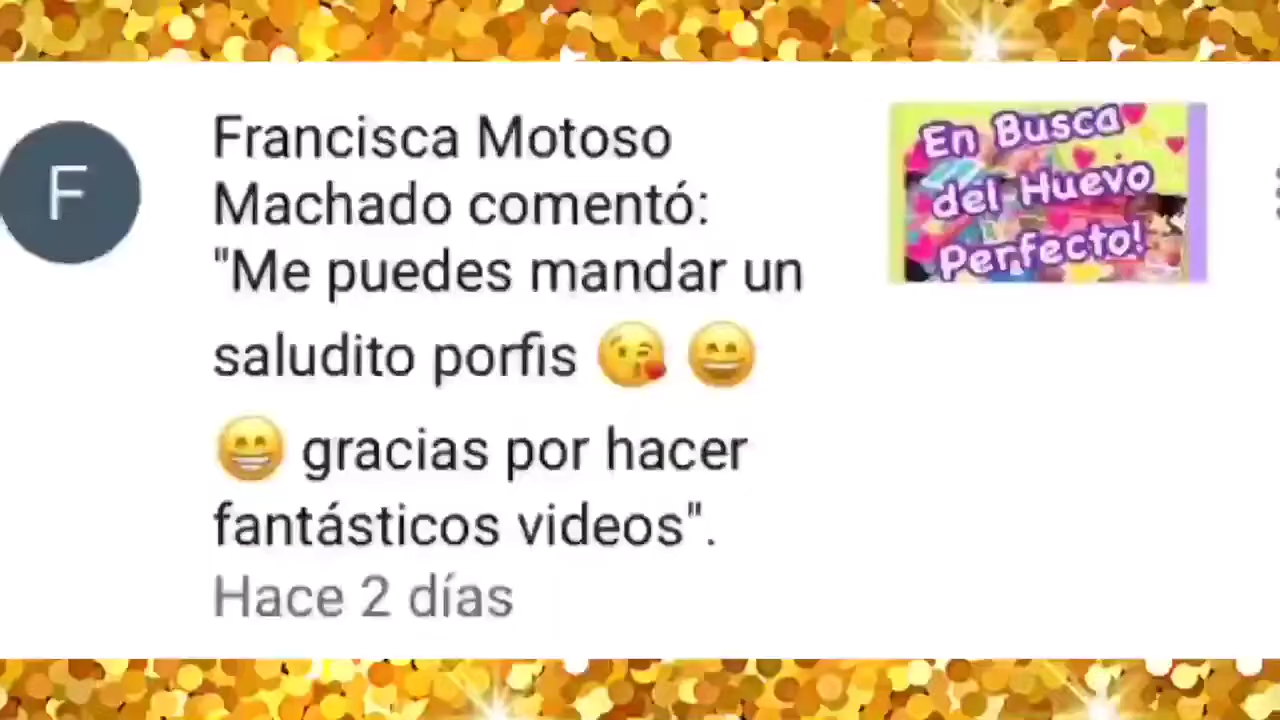 F
Francisca Motoso
Machado comentó:
"Me puedes mandar un
saludito porfis 😘 😄
😁 gracias por hacer
fantásticos videos".
Hace 2 días
En Busca
del Huevo
Perfecto!